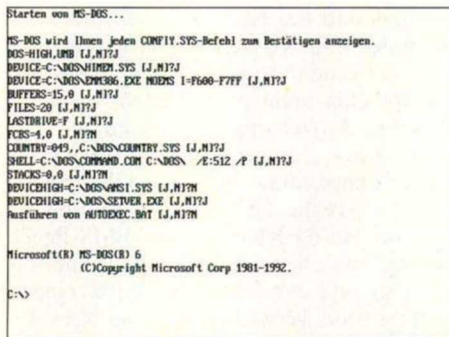 Starten von MS-DOS...
MS-DOS wird Ihnen jeden COMFIY.SYS-Befehl zum Bestätigen anzeigen.
DOS=HIGH,UMB [J,N]?J
DEVICE=C:\DOS\HIMEM.SYS [J,N]?J
DEVICE=C:\DOS\EMM386.EXE NOEMS I=F600-F7FF [J,N]?J
BUFFERS=15,0 [J,N]?J
FILES=20 [J,N]?J
LASTDRIVE=F [J,N]?J
FCBS=4,0 [J,N]?N
COUNTRY=049,,C:\DOS\COUNTRY.SYS [J,N]?J
SHELL=C:\DOS\COMMAND.COM C:\DOS\ /E:512 /P [J,N]?J
STACKS=0,0 [J,N]?N
DEVICEHIGH=C:\DOS\ANSI.SYS [J,N]?N
DEVICEHIGH=C:\DOS\SETVER.EXE [J,N]?N
Ausführen von AUTOEXEC.BAT [J,N]?N
Microsoft(R) MS-DOS(R) 6
(C)Copyright Microsoft Corp 1981-1992.
C:\>